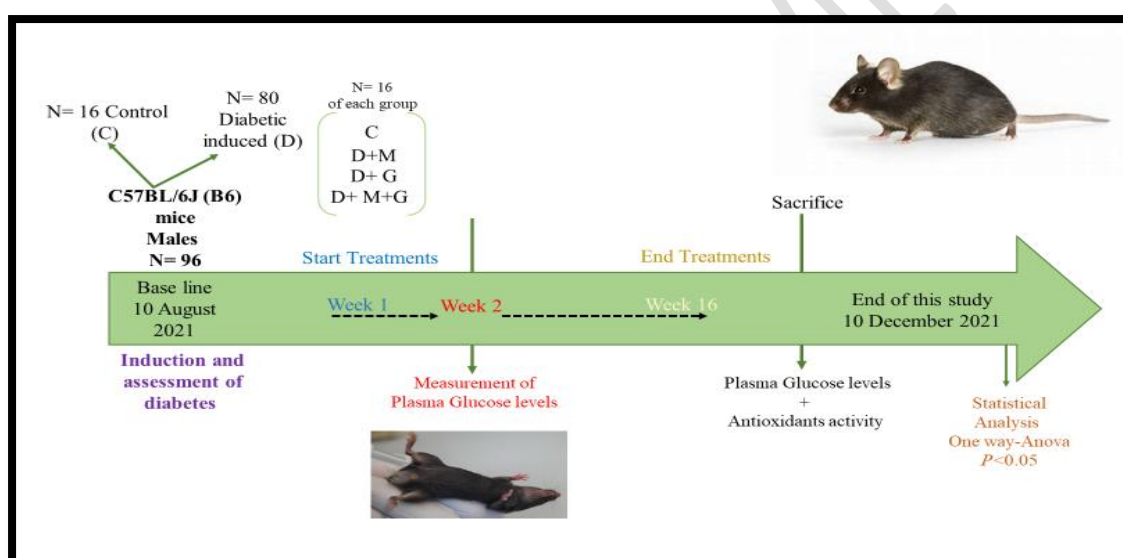 N= 16 Control
(C)
N= 80
Diabetic
induced (D)
N= 16
of each group
C
D+M
D+ G
D+ M+G
C57BL/6J (B6)
mice
Males
N= 96
Sacrifice
Start Treatments
End Treatments
Base line
10 August
2021
Week 1
Week 2
Week 16
End of this study
10 December 2021
Induction and
assessment of
diabetes
Measurement of
Plasma Glucose levels
Plasma Glucose levels
+
Antioxidants activity
Statistical
Analysis
One way-Anova
P<0.05